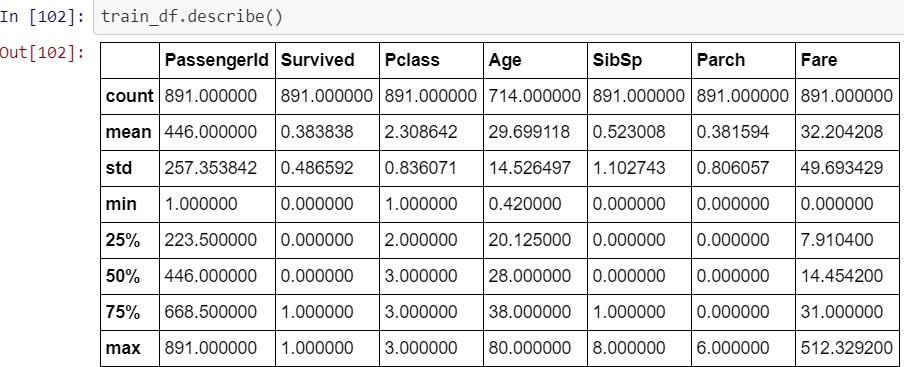 In [102]: train_df.describe()
Out[102]:
PassengerId Survived Pclass Age SibSp Parch Fare
count 891.000000 891.000000 891.000000 714.000000 891.000000 891.000000 891.000000
mean 446.000000 0.383838 2.308642 29.699118 0.523008 0.381594 32.204208
std 257.353842 0.486592 0.836071 14.526497 1.102743 0.806057 49.693429
min 1.000000 0.000000 1.000000 0.420000 0.000000 0.000000 0.000000
25% 223.500000 0.000000 2.000000 20.125000 0.000000 0.000000 7.910400
50% 446.000000 0.000000 3.000000 28.000000 0.000000 0.000000 14.454200
75% 668.500000 1.000000 3.000000 38.000000 1.000000 0.000000 31.000000
max 891.000000 1.000000 3.000000 80.000000 8.000000 6.000000 512.329200